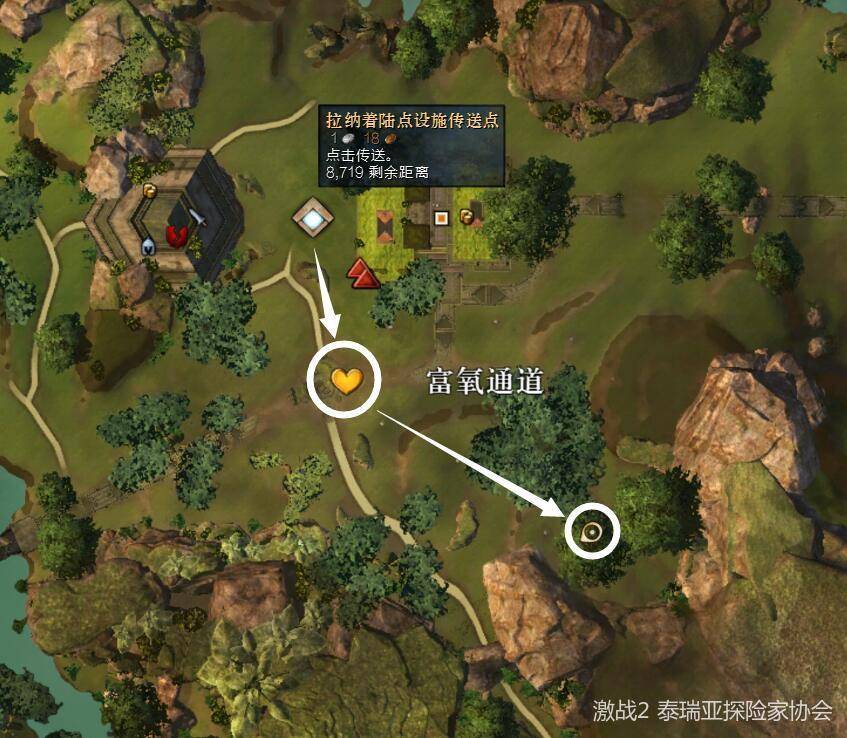 拉纳着陆点设施传送点
1 18
点击传送。
8,719 剩余距离
富氧通道
激战2 泰瑞亚探险家协会